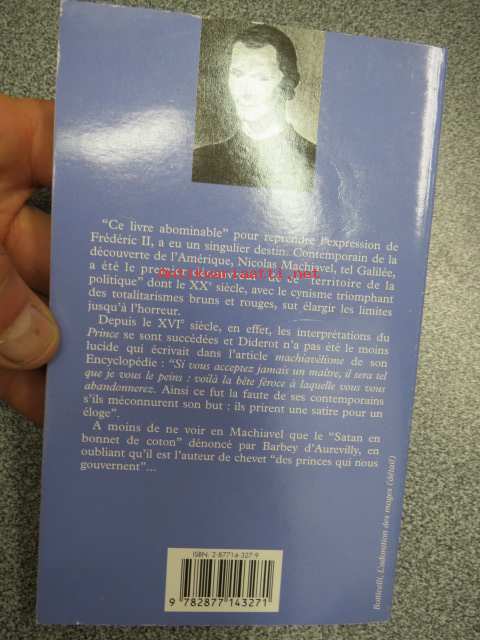 "Ce livre abominable" pour reprendre l'expression de
Frédéric II, a eu un singulier destin. Contemporain de la
découverte de l'Amérique, Nicolas Machiavel, tel Galilée,
a été le premier de ce "territoire de la
politique" dont le XXe siècle, avec le cynisme triomphant
des totalitarismes bruns et rouges, sut élargir les limites
jusqu'à l'horreur.
Depuis le XVIe siècle, en effet, les interprétations du
Prince se sont succédées et Diderot n'a pas été le moins
lucide qui écrivait dans l'article machiavélisme de son
Encyclopédie : "Si vous acceptez jamais un maître, il sera tel
que je vous le peins : voilà la bête féroce à laquelle vous vous
abandonnerez. Ainsi ce fut la faute de ses contemporains
s'ils méconnurent son but : ils prirent une satire pour un
éloge".
A moins de ne voir en Machiavel que le "Satan en
bonnet de coton" dénoncé par Barbey d'Aurevilly, en
oubliant qu'il est l'auteur de chevet "des princes qui nous
gouvernent"...
Botticelli, L'adoration des mages (détail)
ISBN: 2-87714-327-9
9 782877 143271